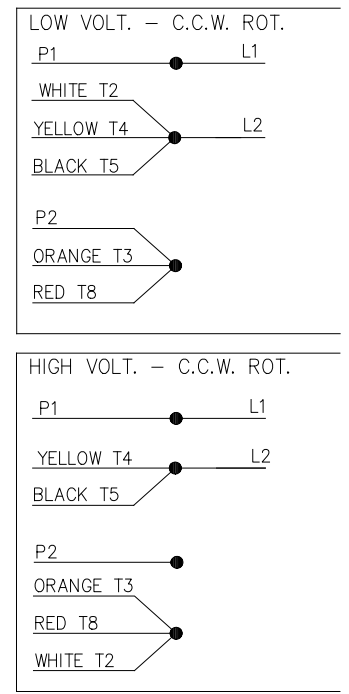 LOW VOLT. – C.C.W. ROT.
P1 L1
WHITE T2
YELLOW T4 L2
BLACK T5
P2
ORANGE T3
RED T8
HIGH VOLT. – C.C.W. ROT.
P1 L1
YELLOW T4 L2
BLACK T5
P2
ORANGE T3
RED T8
WHITE T2